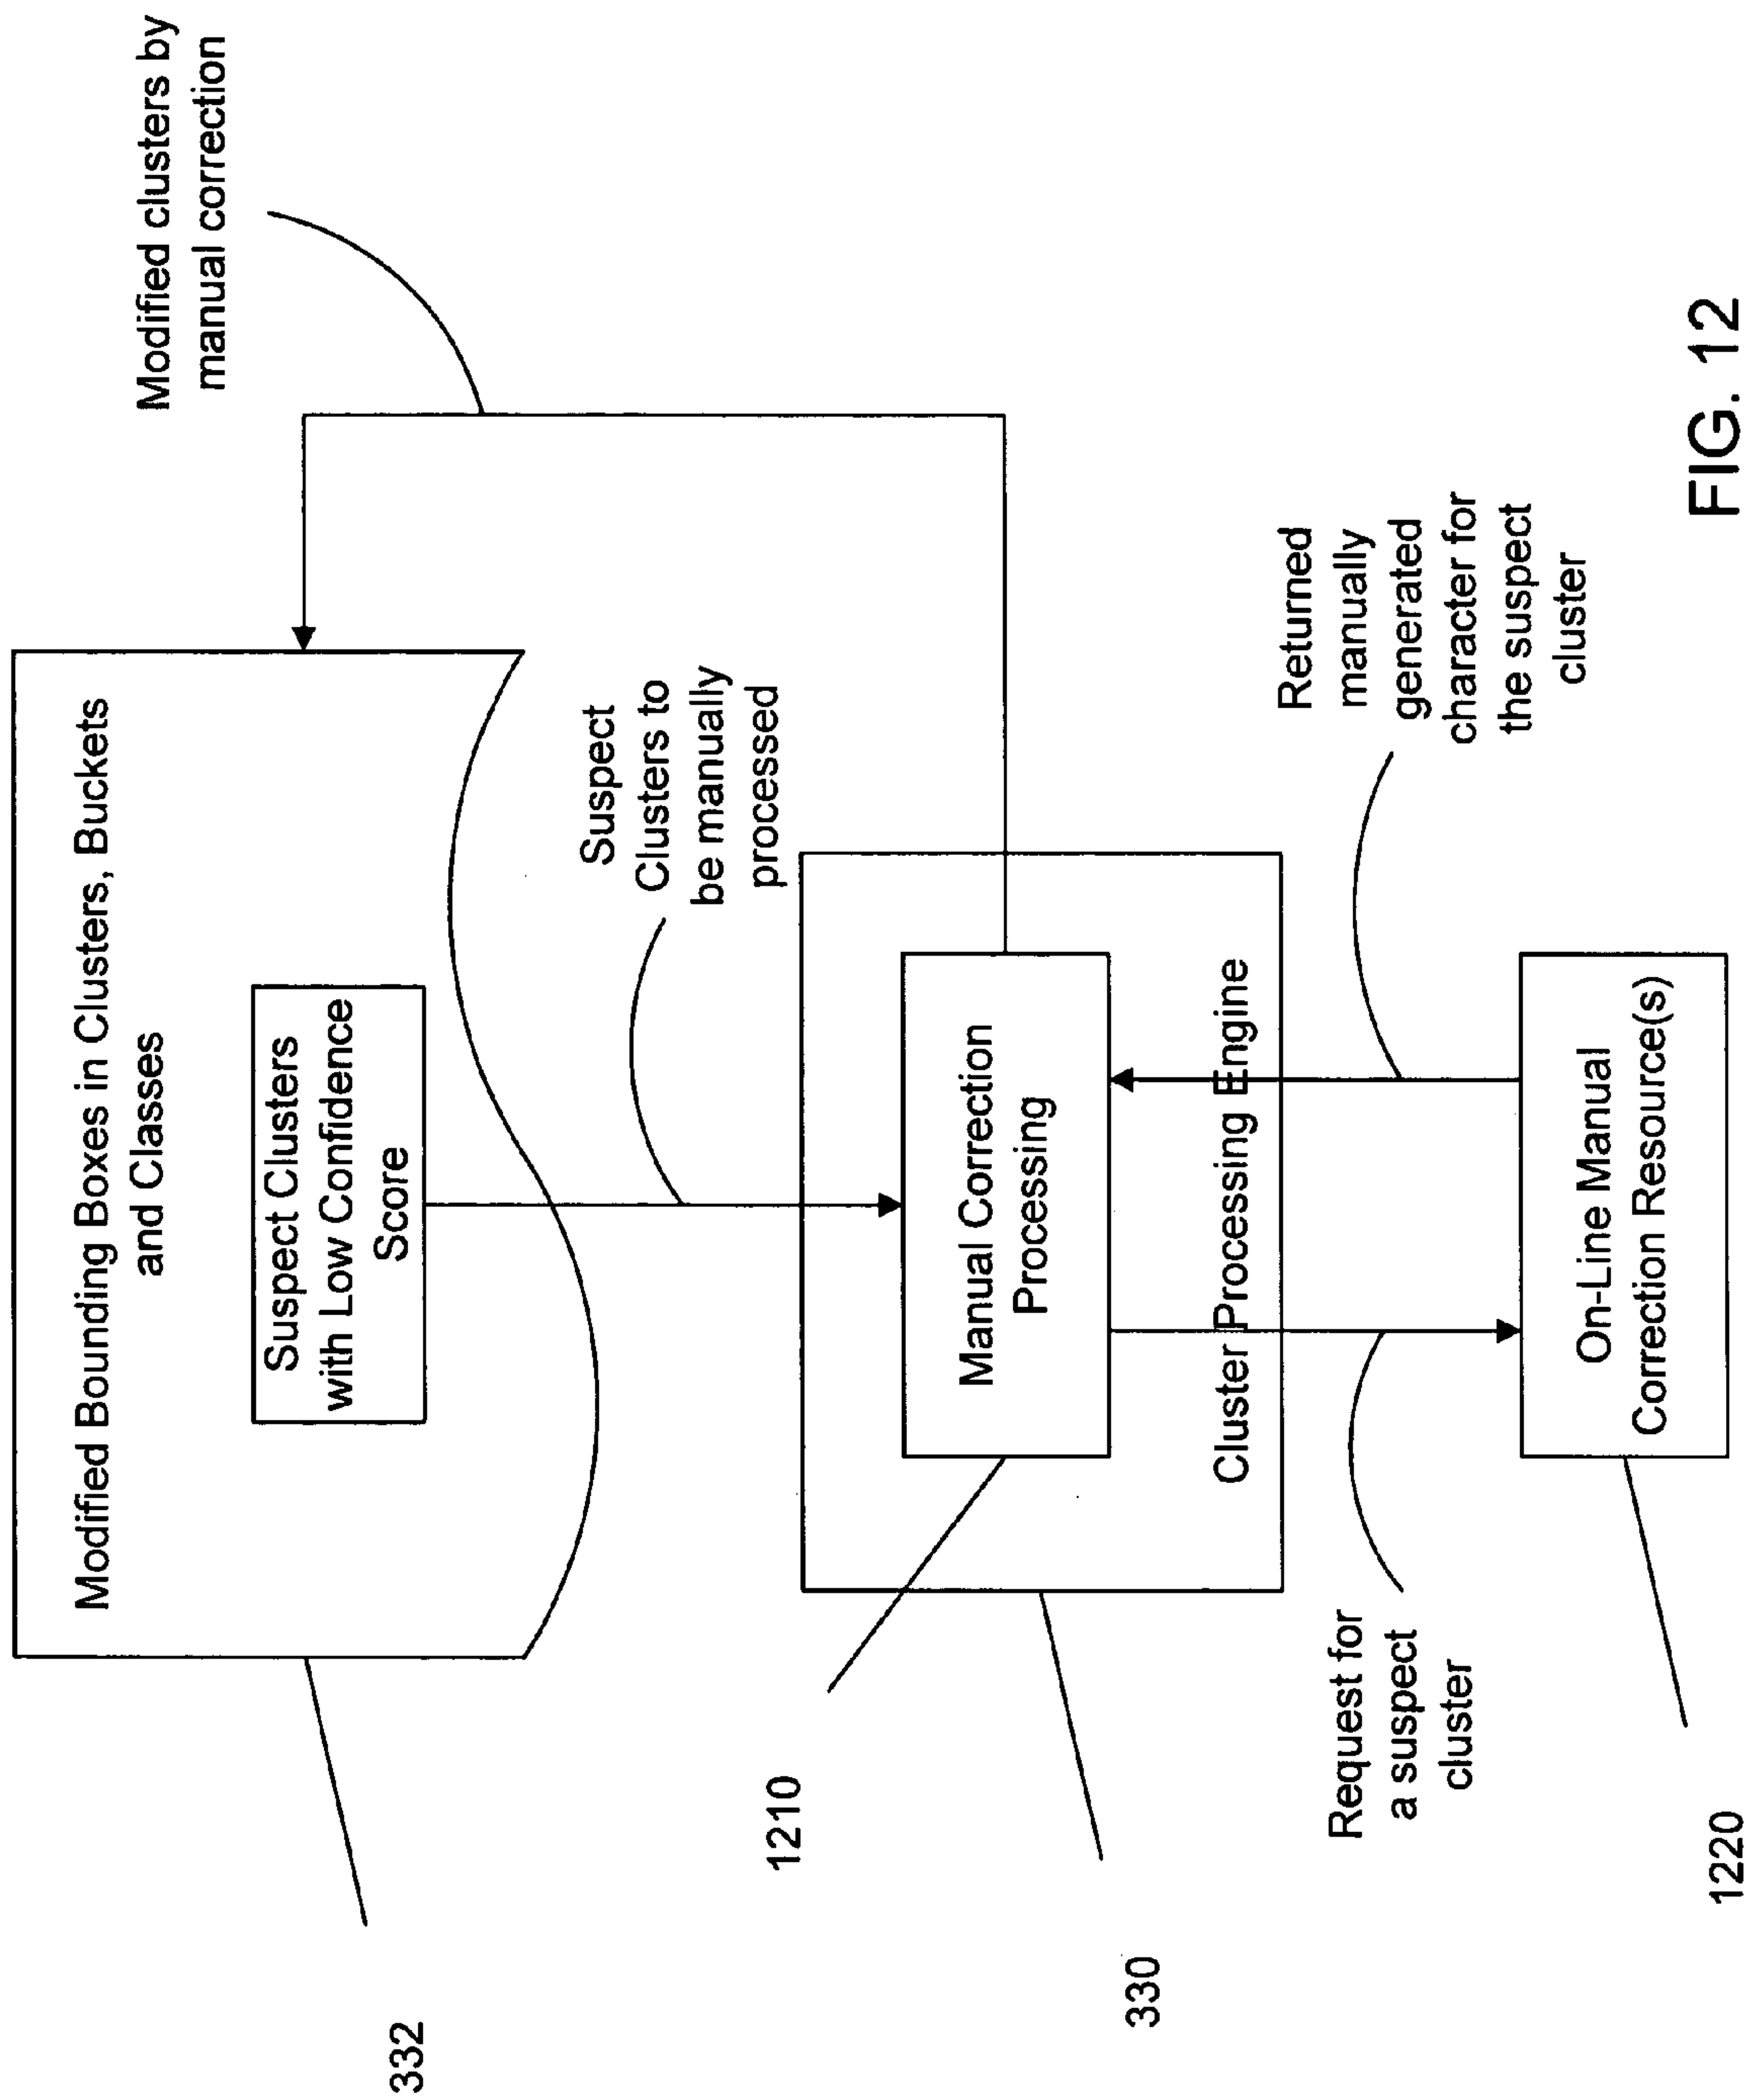 Modified Bounding Boxes in Clusters, Buckets
and Classes
Suspect Clusters
with Low Confidence
Score
332
Modified clusters by
manual correction
Suspect
Clusters to
be manually
processed
1210
Manual Correction
Processing
Cluster Processing Engine
330
Request for
a suspect
cluster
Returned
manually
generated
character for
the suspect
cluster
On-Line Manual
Correction Resource(s)
1220
FIG. 12